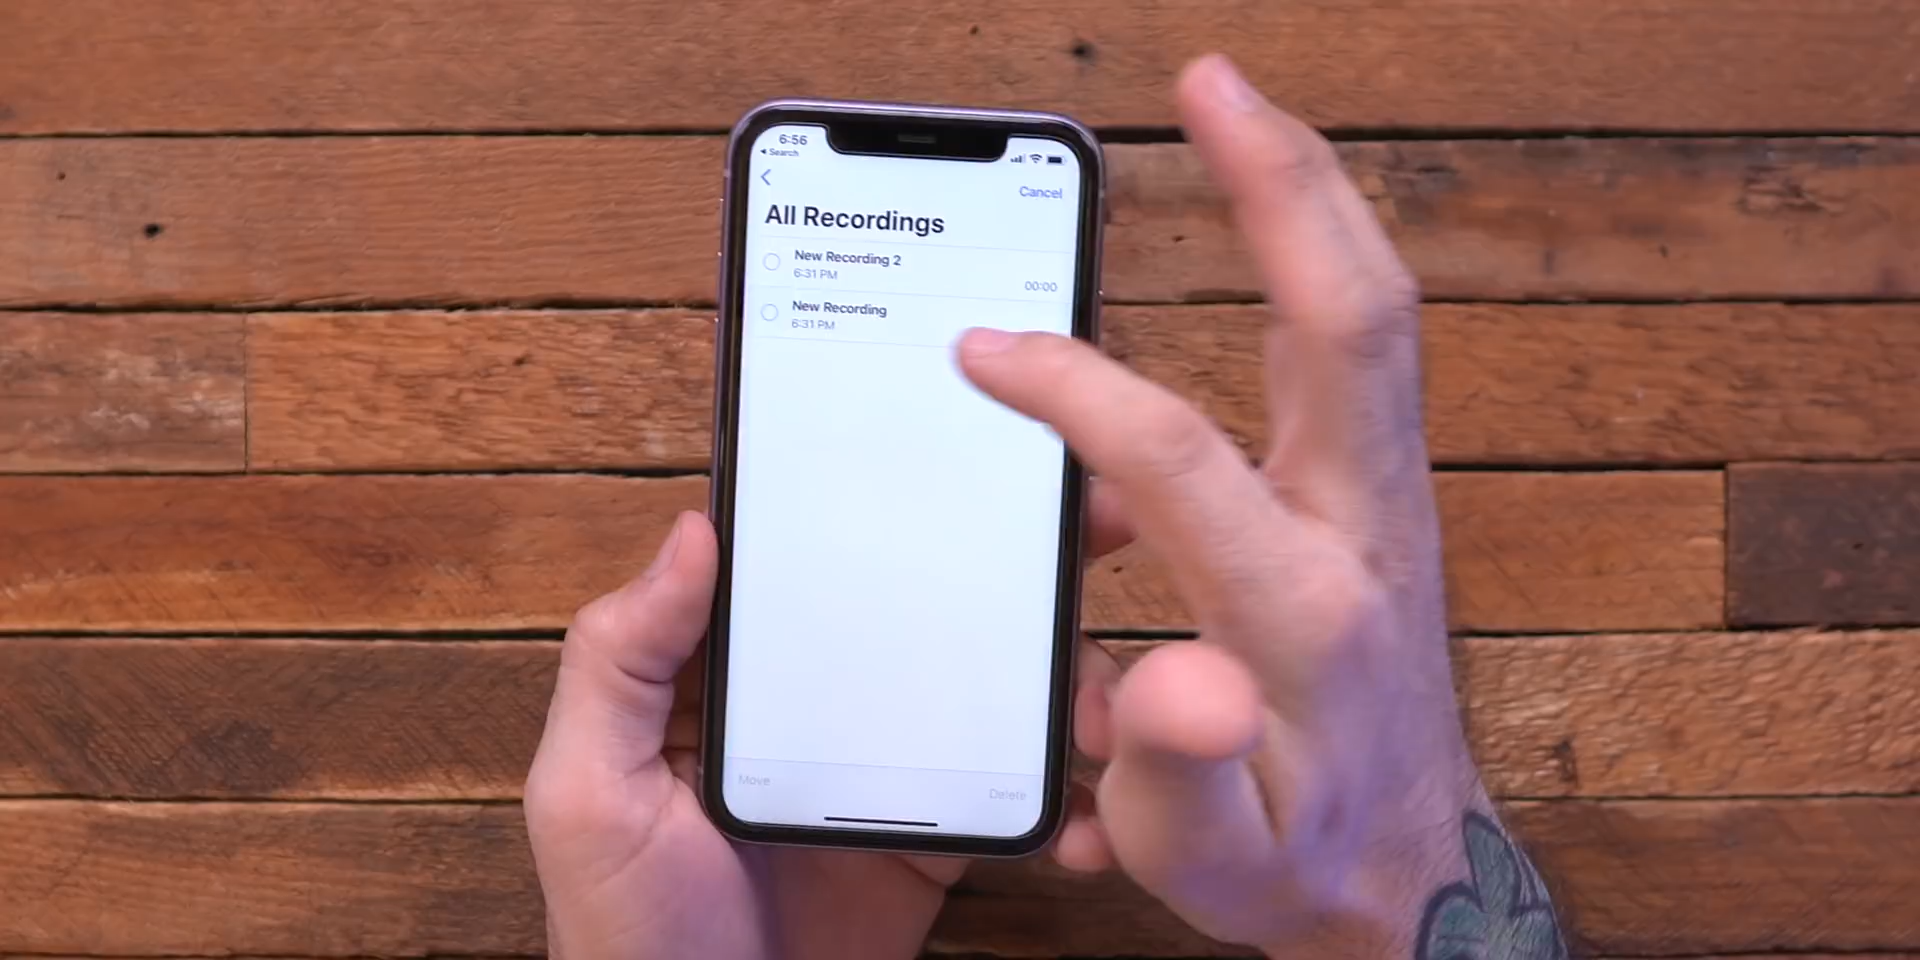 6:56
◀ Search
Cancel
All Recordings
New Recording 2
6:31 PM
00:00
New Recording
6:31 PM
Move
Delete